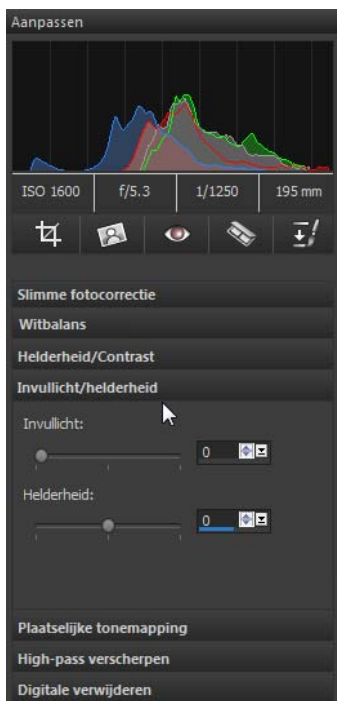 Aanpassen
ISO 1600 f/5.3 1/1250 195 mm
Slimme fotocorrectie
Witbalans
Helderheid/Contrast
Invullicht/helderheid
Invullicht:
0
Helderheid:
0
Plaatselijke tonemapping
High-pass verscherpen
Digitale verwijderen